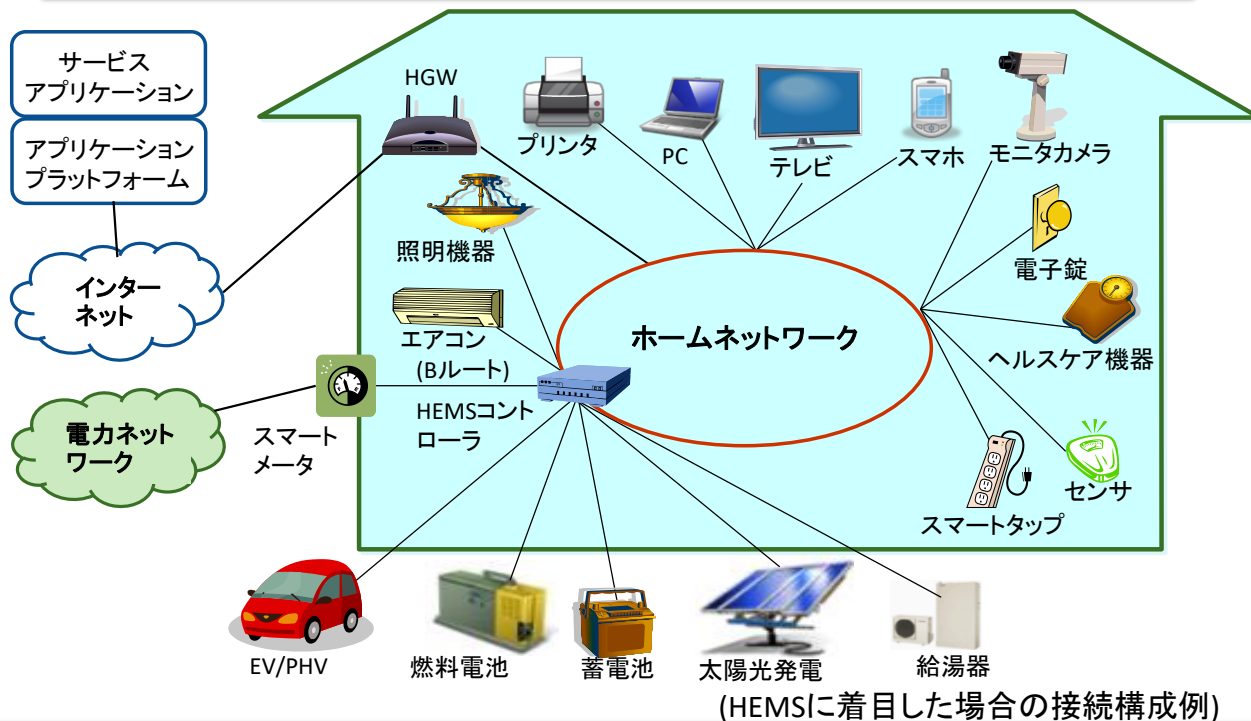 サービス
アプリケーション
アプリケーション
プラットフォーム
インター
ネット
電力ネット
ワーク
スマート
メータ
HGW
プリンタ
PC
テレビ
スマホ
モニタカメラ
照明機器
電子錠
エアコン
(Bルート)
ホームネットワーク
ヘルスケア機器
HEMSコント
ローラ
センサ
スマートタップ
EV/PHV
燃料電池
蓄電池
太陽光発電
給湯器
(HEMSに着目した場合の接続構成例)